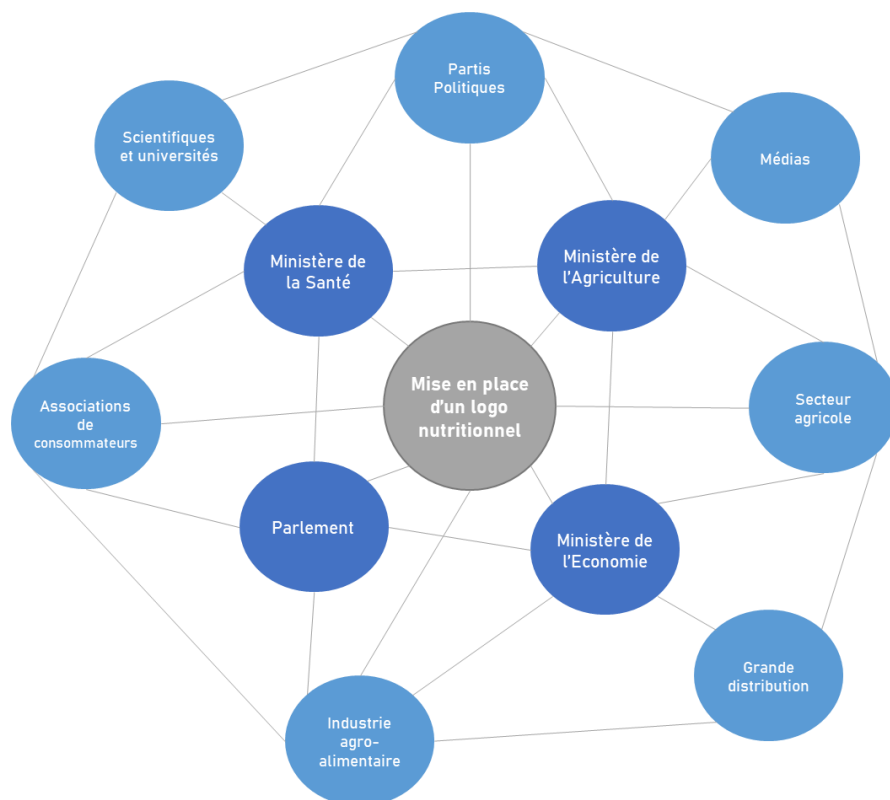 Partis
Politiques
Scientifiques
et universités
Médias
Ministère de
la Santé
Ministère de
l'Agriculture
Mise en place
d'un logo
nutritionnel
Associations
de
consommateurs
Secteur
agricole
Parlement
Ministère de
l'Economie
Grande
distribution
Industrie
agro-
alimentaire